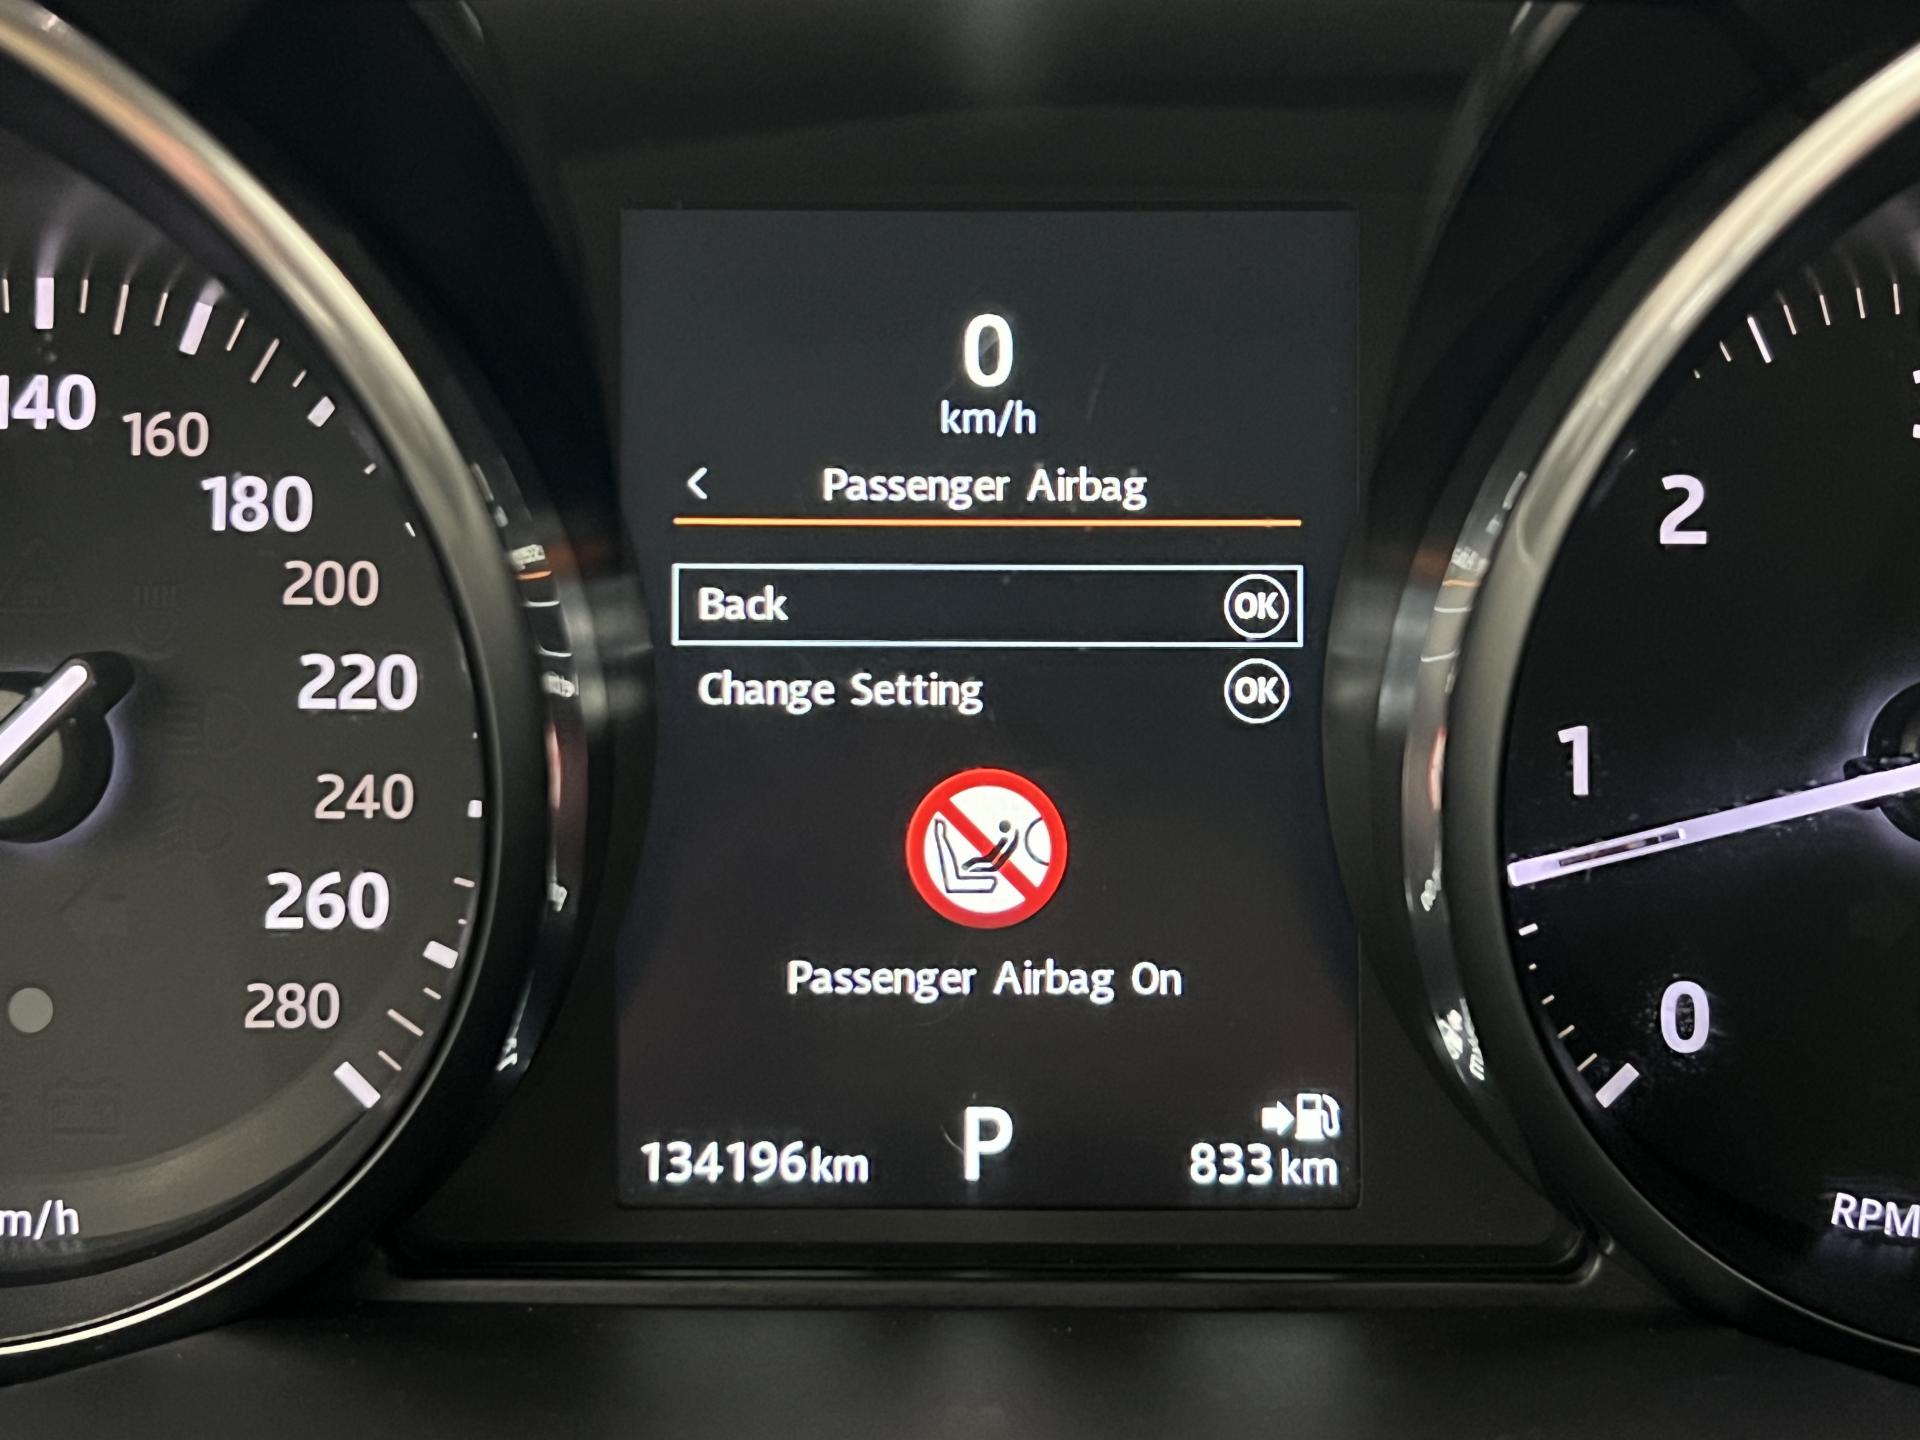 0
km/h
< Passenger Airbag
Back OK
Change Setting OK
Passenger Airbag On
134196km P 833km
140
160
180
200
220
240
260
280
m/h
2
1
0
RPM